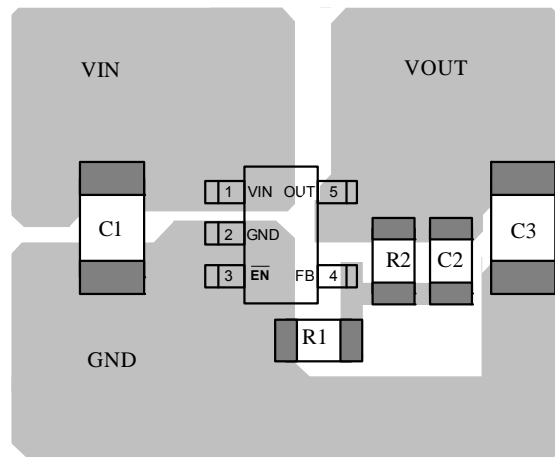 VIN
VOUT
1 VIN OUT 5
C1
2 GND
C3
R2
C2
3 EN FB 4
R1
GND